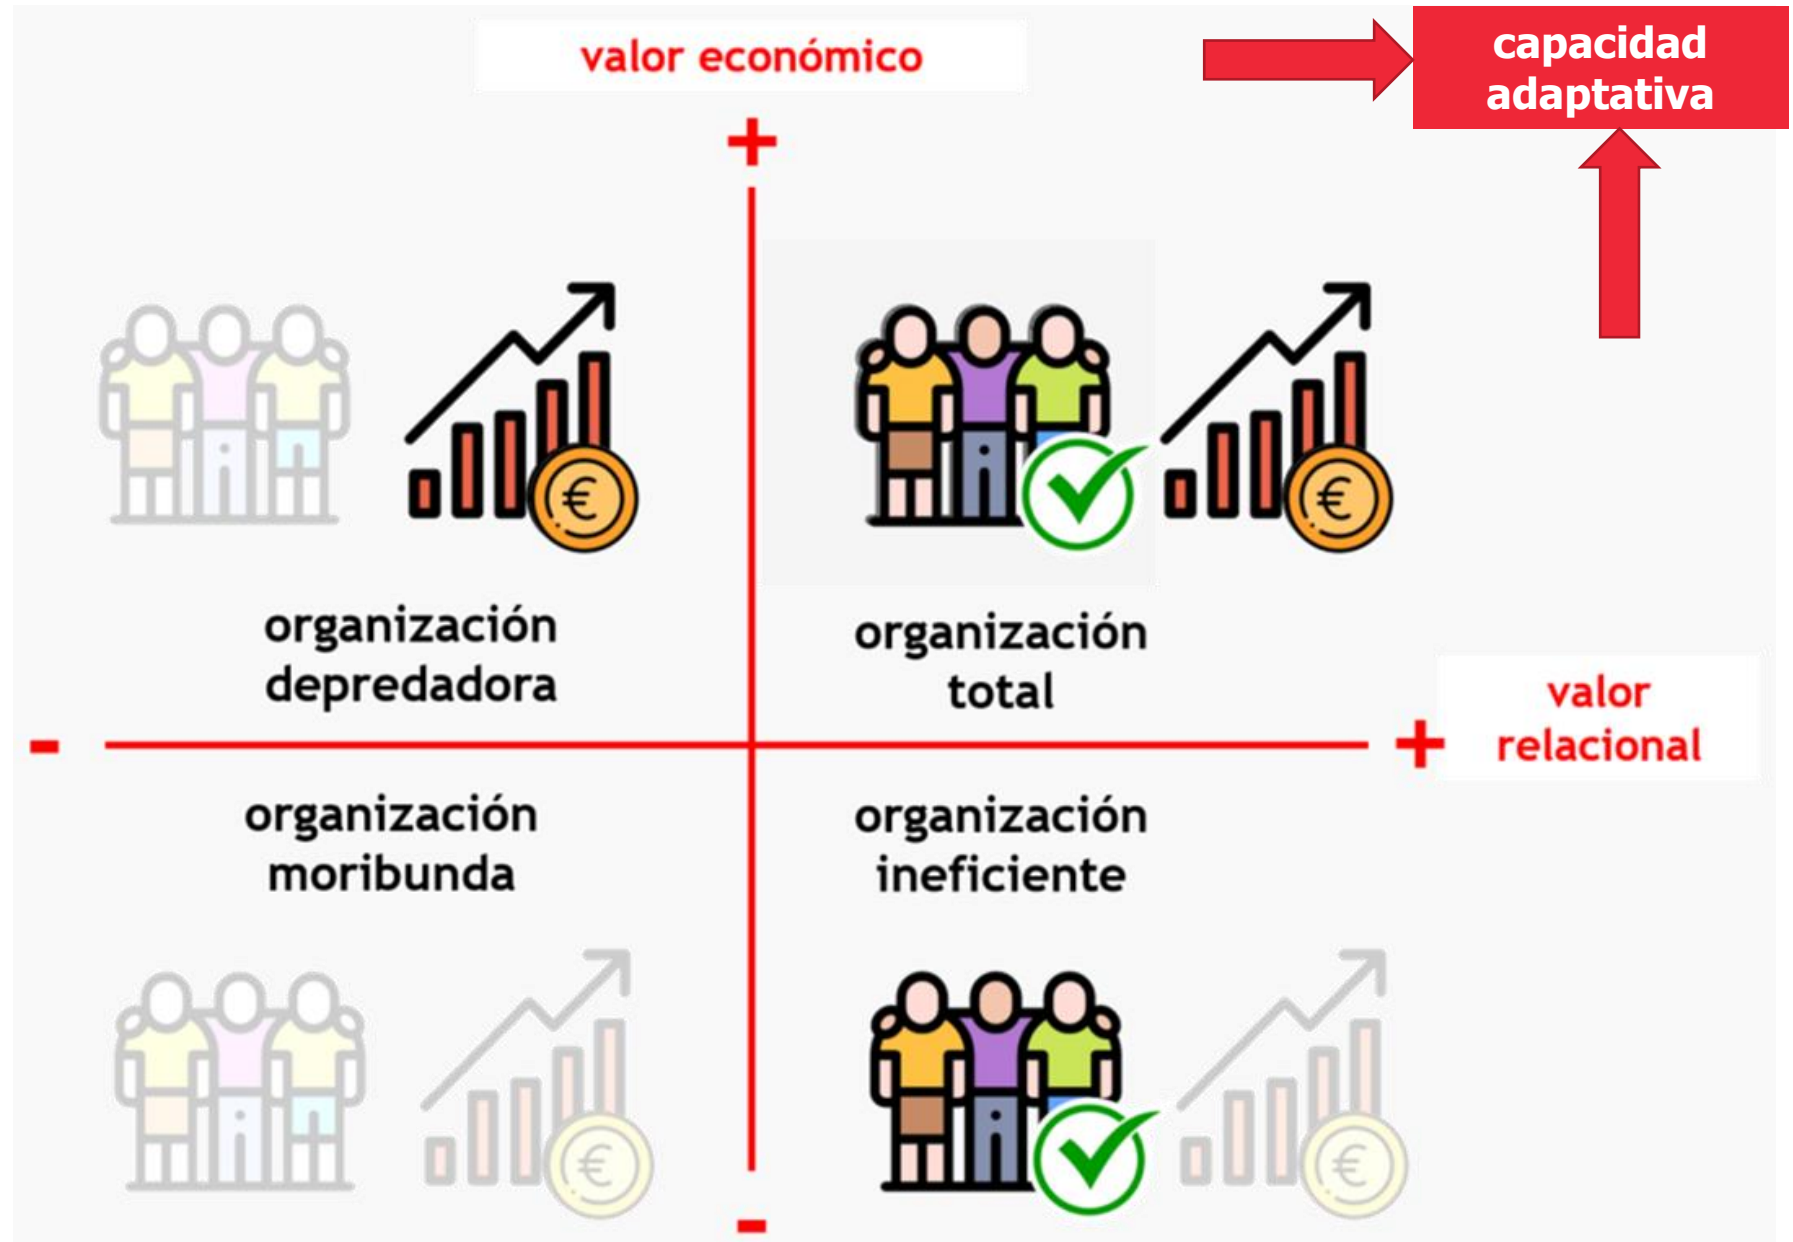 valor económico
capacidad
adaptativa
+
€
€
organización
depredadora
organización
total
-
+
valor
relacional
organización
moribunda
organización
ineficiente
€
€
-